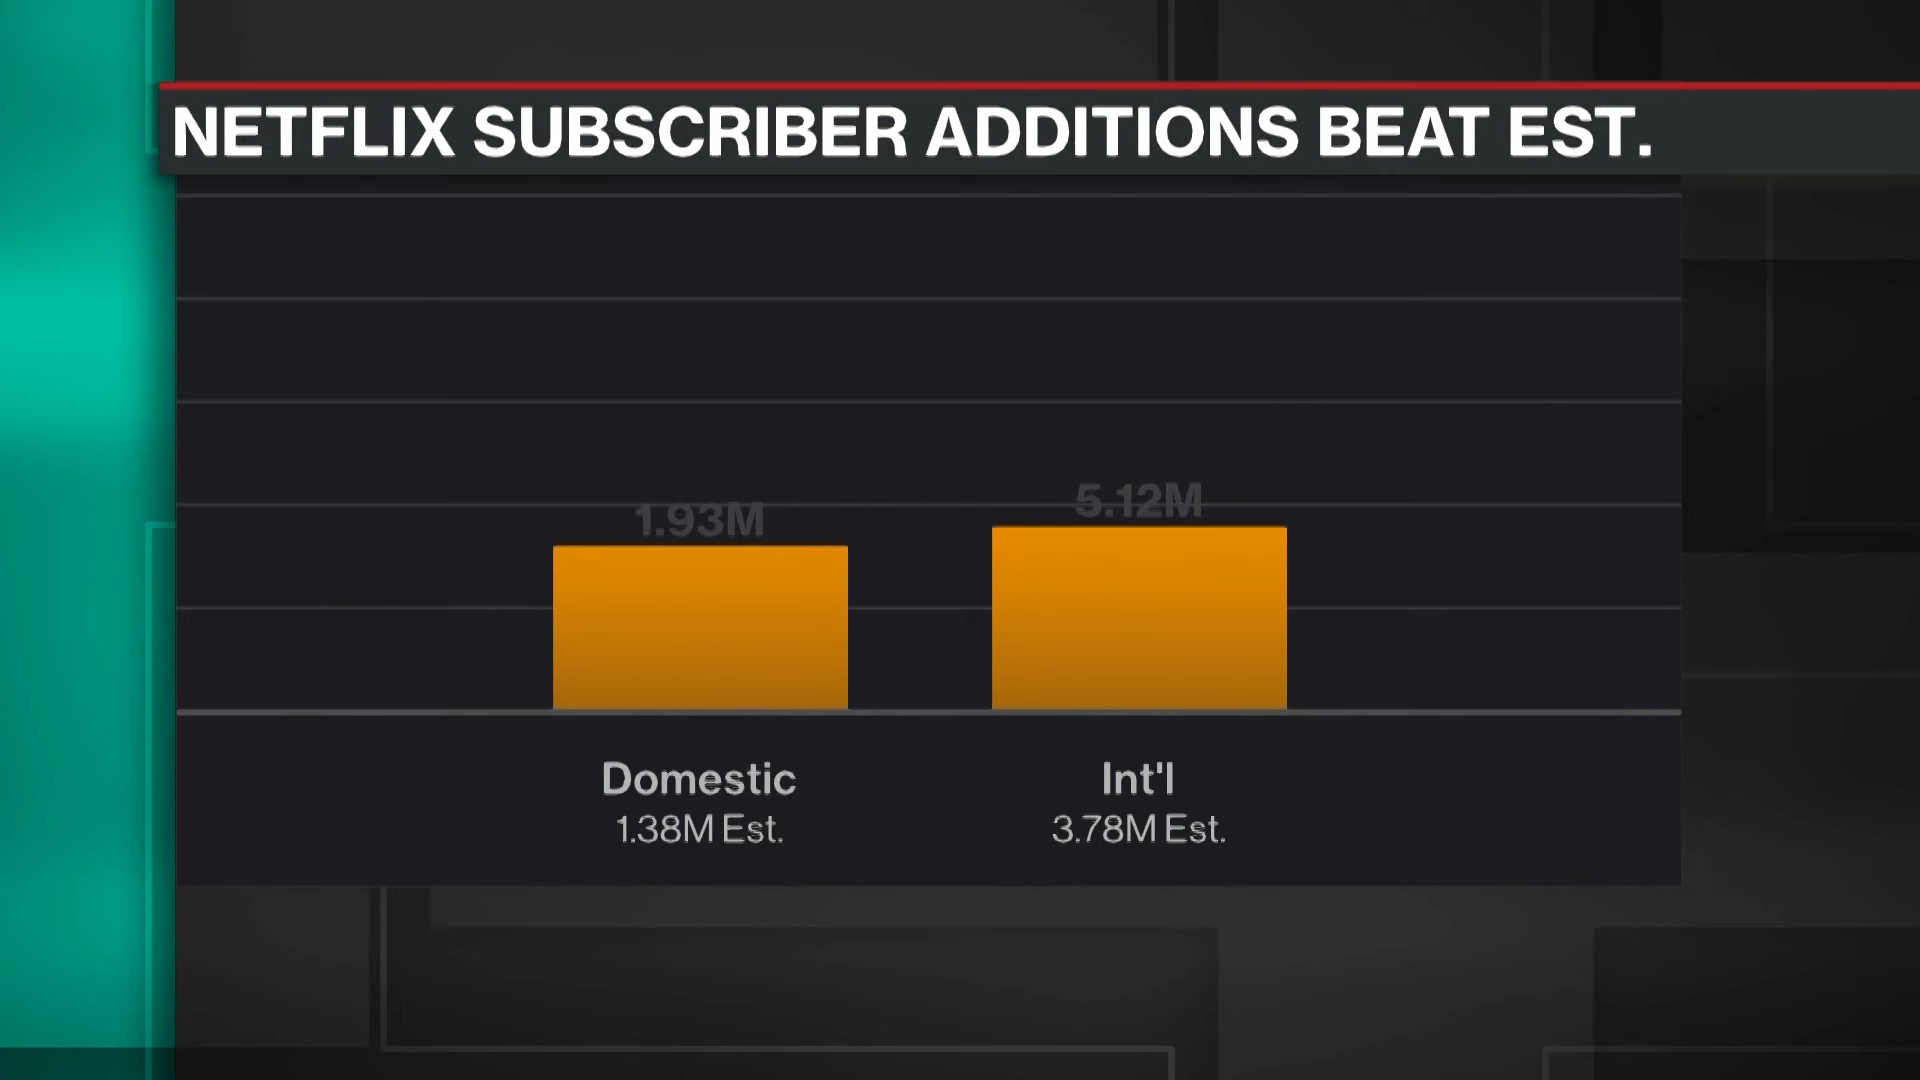 NETFLIX SUBSCRIBER ADDITIONS BEAT EST.
1.93M
5.12M
Domestic
1.38M Est.
Int'l
3.78M Est.